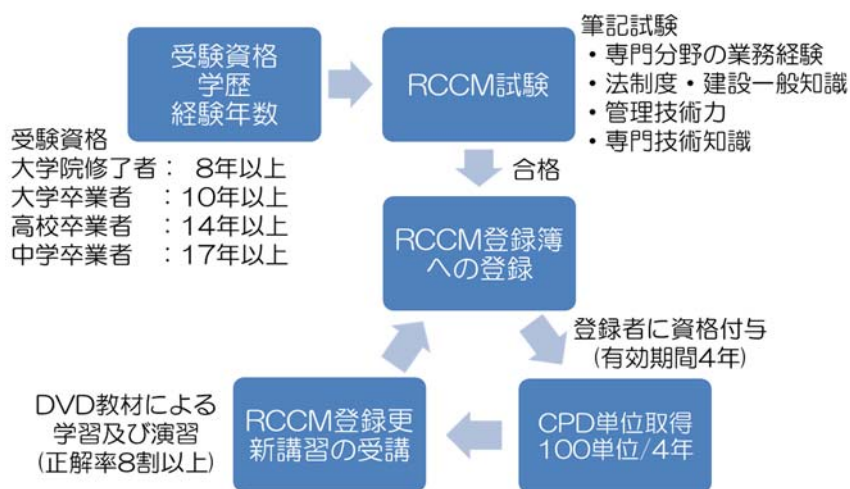 受験資格
学歴
経験年数
RCCM試験
筆記試験
・専門分野の業務経験
・法制度・建設一般知識
・管理技術力
・専門技術知識
受験資格
大学院修了者： 8年以上
大学卒業者　：10年以上
高校卒業者　：14年以上
中学卒業者　：17年以上
合格
RCCM登録簿
への登録
登録者に資格付与
(有効期間4年)
CPD単位取得
100単位/4年
RCCM登録更
新講習の受講
DVD教材による
学習及び演習
(正解率8割以上)